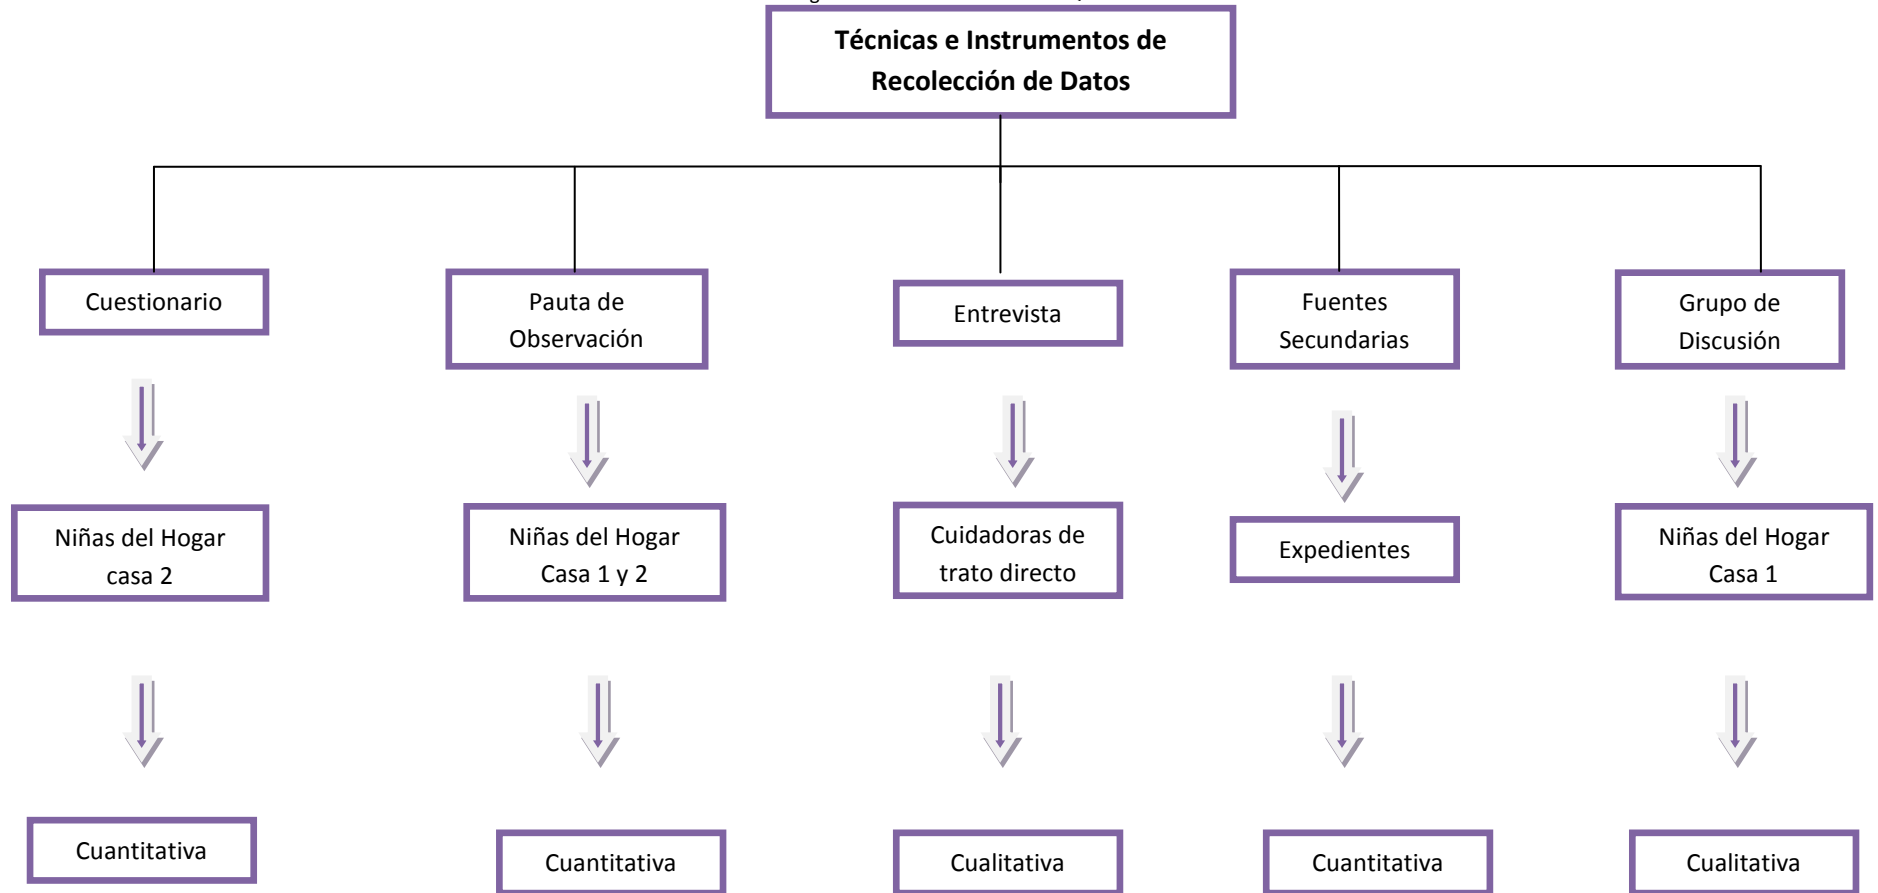 Técnicas e Instrumentos de
Recolección de Datos
Cuestionario
Pauta de
Observación
Entrevista
Fuentes
Secundarias
Grupo de
Discusión
Niñas del Hogar
casa 2
Niñas del Hogar
Casa 1 y 2
Cuidadoras de
trato directo
Expedientes
Niñas del Hogar
Casa 1
Cuantitativa
Cuantitativa
Cualitativa
Cuantitativa
Cualitativa